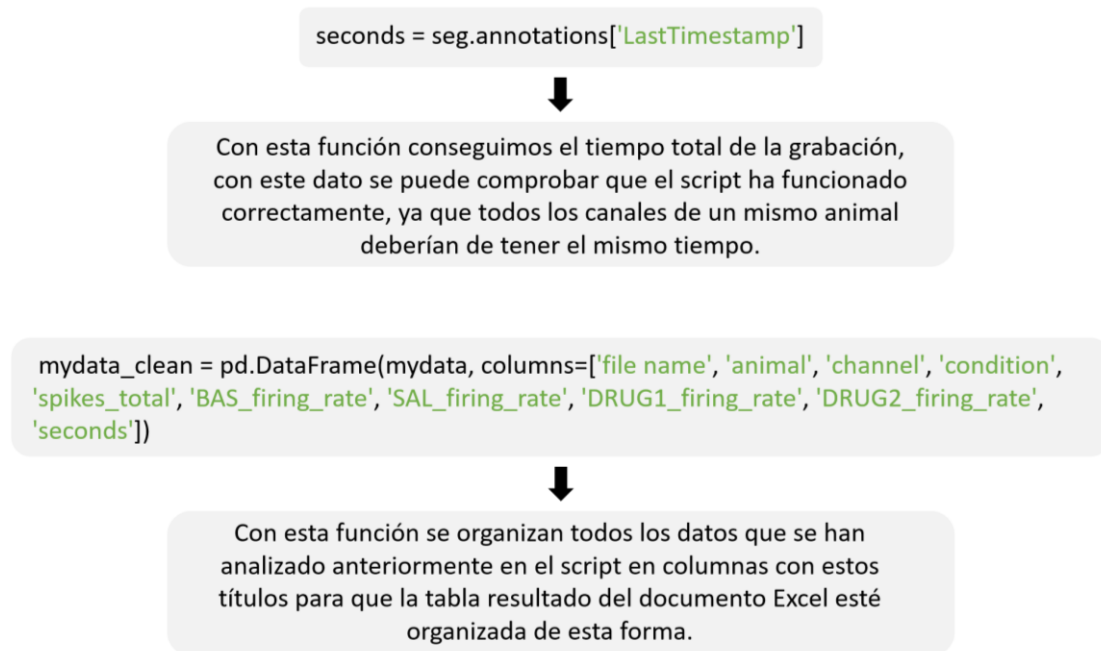 seconds = seg.annotations['LastTimestamp']
Con esta función conseguimos el tiempo total de la grabación,
con este dato se puede comprobar que el script ha funcionado
correctamente, ya que todos los canales de un mismo animal
deberían de tener el mismo tiempo.
mydata_clean = pd.DataFrame(mydata, columns=['file name', 'animal', 'channel', 'condition',
'spikes_total', 'BAS_firing_rate', 'SAL_firing_rate', 'DRUG1_firing_rate', 'DRUG2_firing_rate',
'seconds'])
Con esta función se organizan todos los datos que se han
analizado anteriormente en el script en columnas con estos
títulos para que la tabla resultado del documento Excel esté
organizada de esta forma.